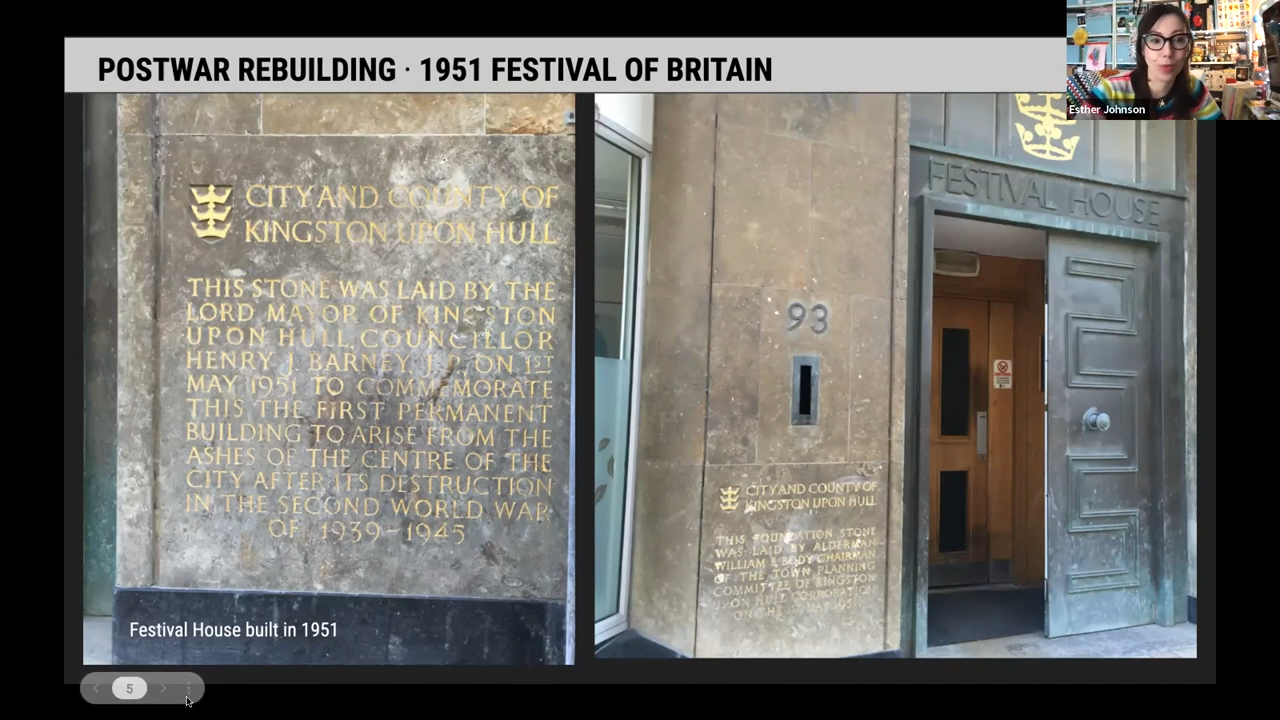 POSTWAR REBUILDING · 1951 FESTIVAL OF BRITAIN
Esther Johnson
CITY AND COUNTY OF
KINGSTON UPON HULL
THIS STONE WAS LAID BY THE
LORD MAYOR OF KINGSTON
UPON HULL, COUNCILLOR
HENRY J. BARNEY, J.P. ON 1ST
MAY 1951 TO COMMEMORATE
THIS THE FIRST PERMANENT
BUILDING TO ARISE FROM THE
ASHES OF THE CENTRE OF THE
CITY AFTER ITS DESTRUCTION
IN THE SECOND WORLD WAR
OF 1939-1945
Festival House built in 1951
FESTIVAL HOUSE
93
CITY AND COUNTY OF
KINGSTON UPON HULL
THIS FOUNDATION STONE
WAS LAID BY ALDERMAN
WILLIAM E. BODY CHAIRMAN
OF THE TOWN PLANNING
COMMITTEE OF KINGSTON
UPON HULL CORPORATION
ON THE MAY 1951
5